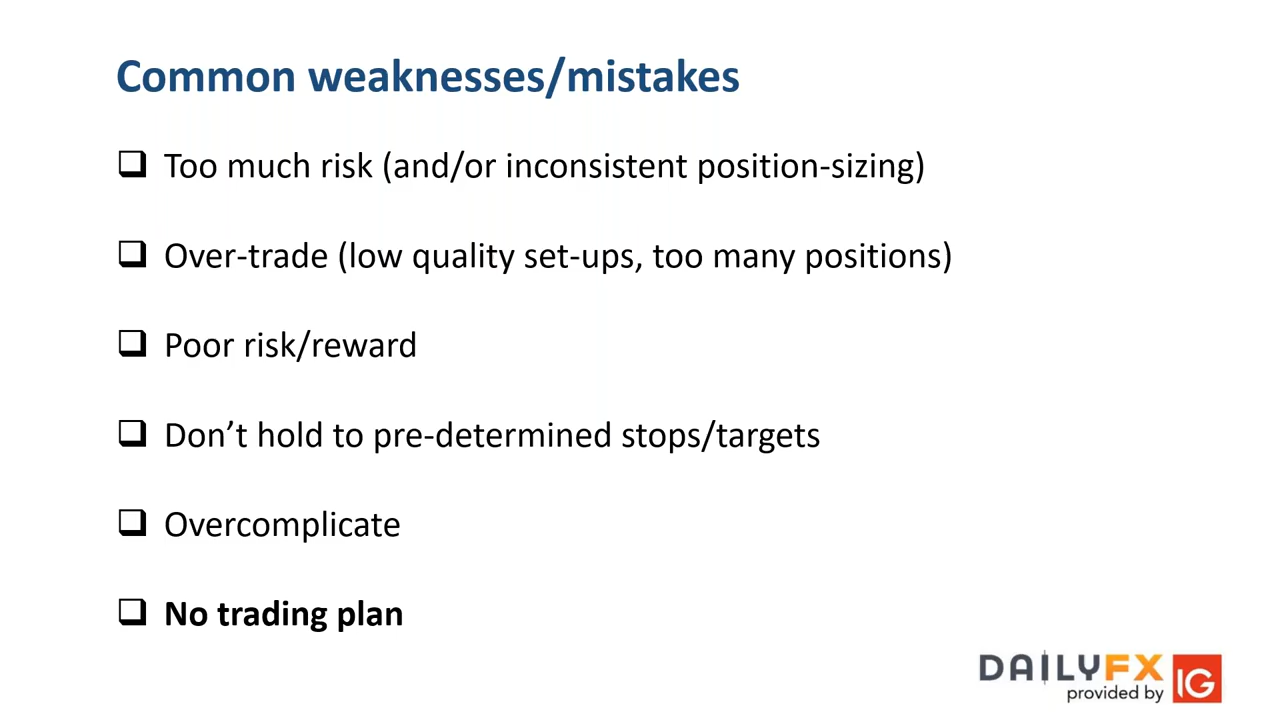 Common weaknesses/mistakes
Too much risk (and/or inconsistent position-sizing)
Over-trade (low quality set-ups, too many positions)
Poor risk/reward
Don’t hold to pre-determined stops/targets
Overcomplicate
No trading plan
DAILYFX
provided by IG